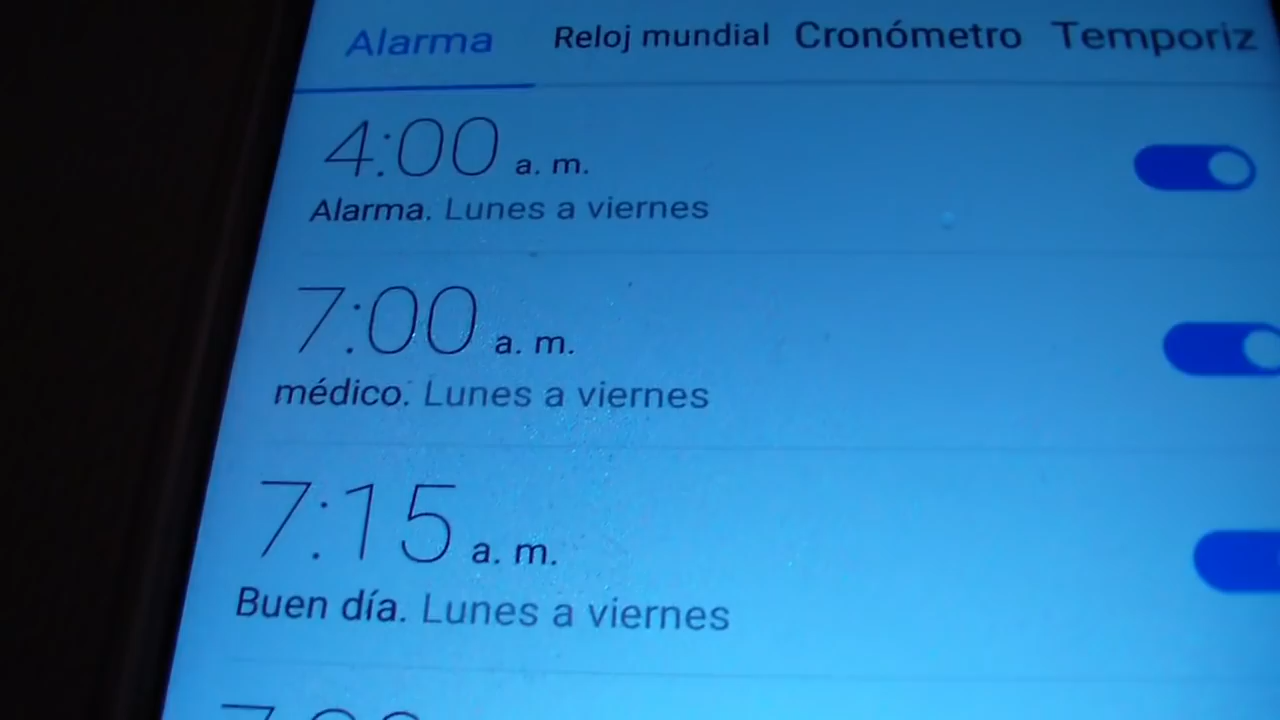 Alarma Reloj mundial Cronómetro Temporiz
4:00 a. m.
Alarma. Lunes a viernes
7:00 a. m.
médico. Lunes a viernes
7:15 a. m.
Buen día. Lunes a viernes